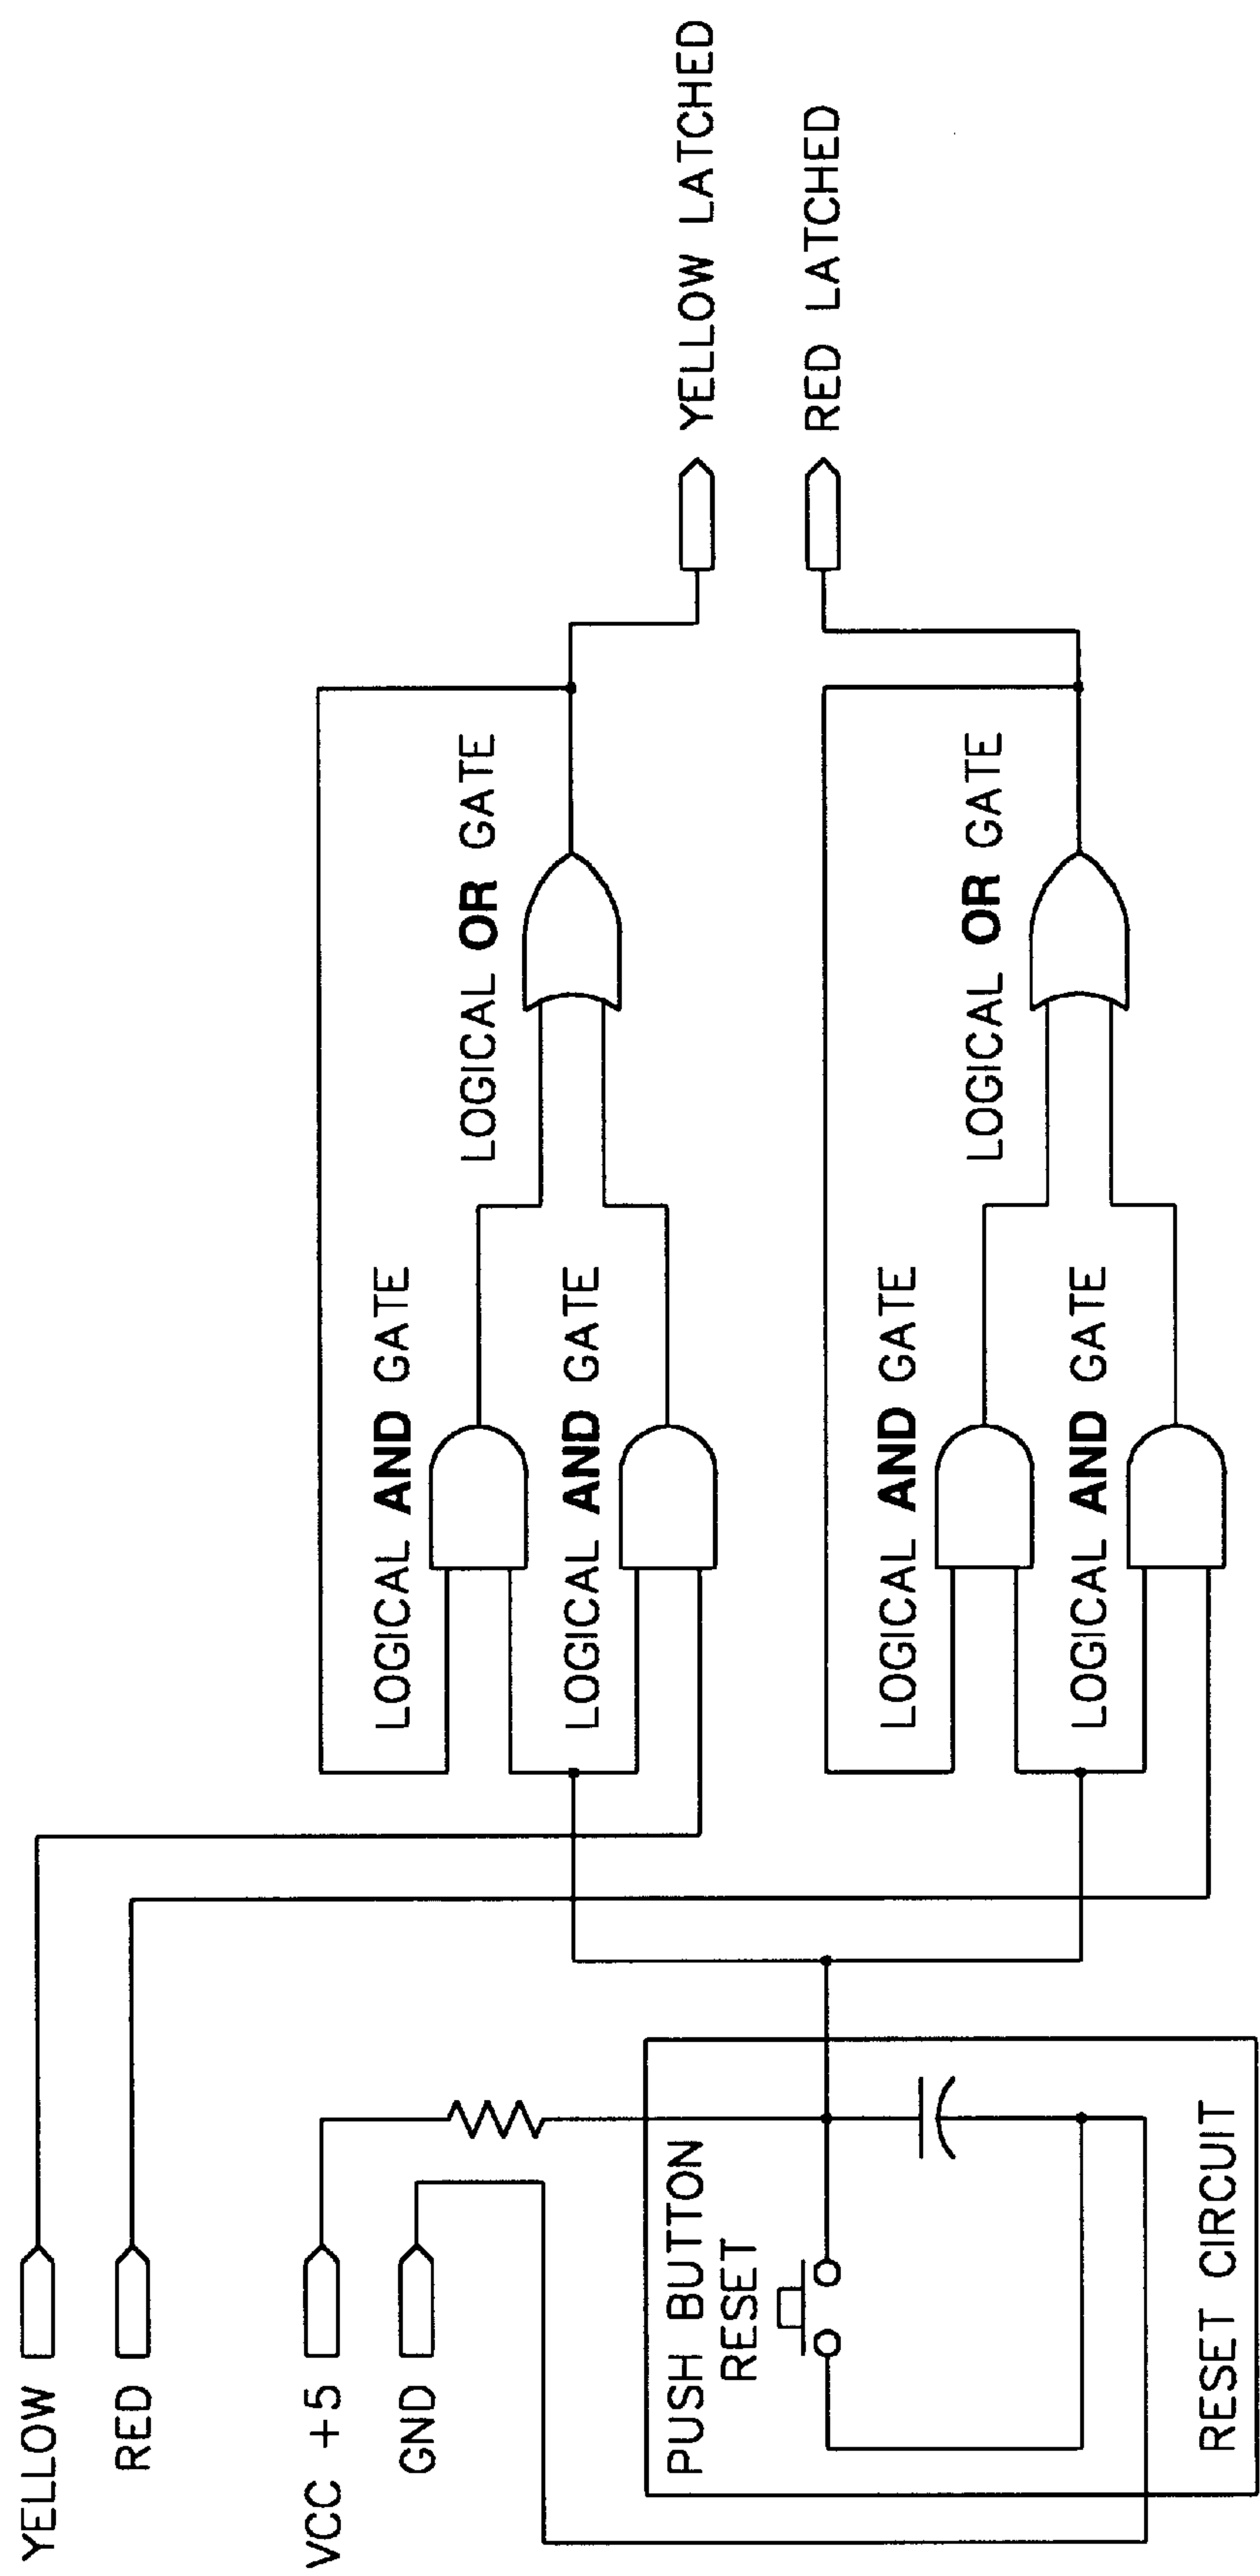 YELLOW
RED
VCC +5
GND
PUSH BUTTON
RESET
RESET CIRCUIT
LOGICAL AND GATE
LOGICAL AND GATE
LOGICAL OR GATE
YELLOW LATCHED
LOGICAL AND GATE
LOGICAL AND GATE
LOGICAL OR GATE
RED LATCHED